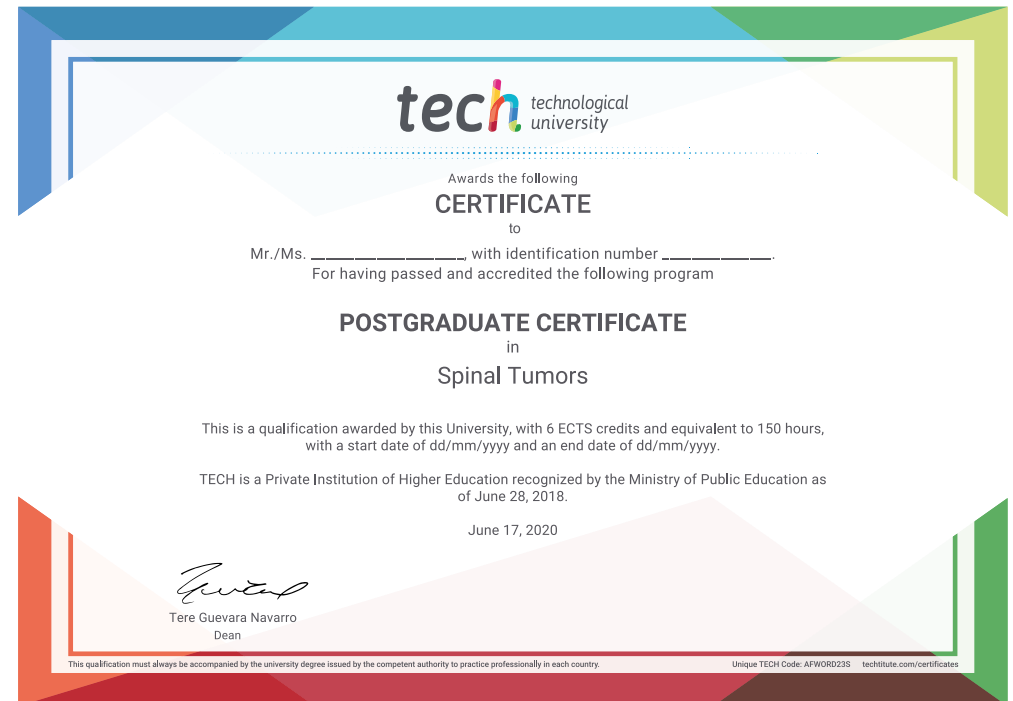 tech technological
university
Awards the following
CERTIFICATE
to
Mr./Ms. ____________________, with identification number ______________.
For having passed and accredited the following program
POSTGRADUATE CERTIFICATE
in
Spinal Tumors
This is a qualification awarded by this University, with 6 ECTS credits and equivalent to 150 hours,
with a start date of dd/mm/yyyy and an end date of dd/mm/yyyy.
TECH is a Private Institution of Higher Education recognized by the Ministry of Public Education as
of June 28, 2018.
June 17, 2020
Tere Guevara Navarro
Dean
This qualification must always be accompanied by the university degree issued by the competent authority to practice professionally in each country.
Unique TECH Code: AFWORD23S techtitute.com/certificates